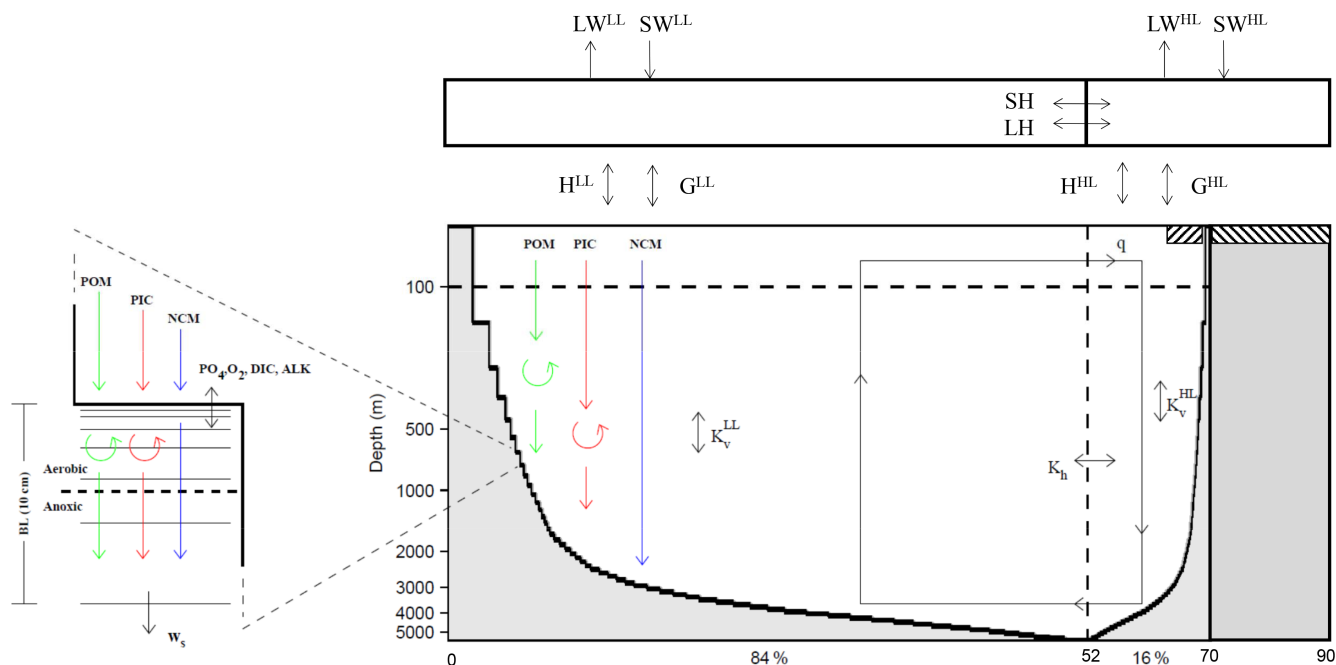 LW^LL SW^LL LW^HL SW^HL
SH
LH
H^LL G^LL H^HL G^HL
POM PIC NCM q
100
500
1000
2000
3000
4000
5000
Depth (m)
K_v^LL
K_v^HL
K_h
0 84 % 52 16 % 70 90
POM
PIC
NCM
PO_4,O_2, DIC, ALK
Aerobic
Anoxic
BL (10 cm)
W_s